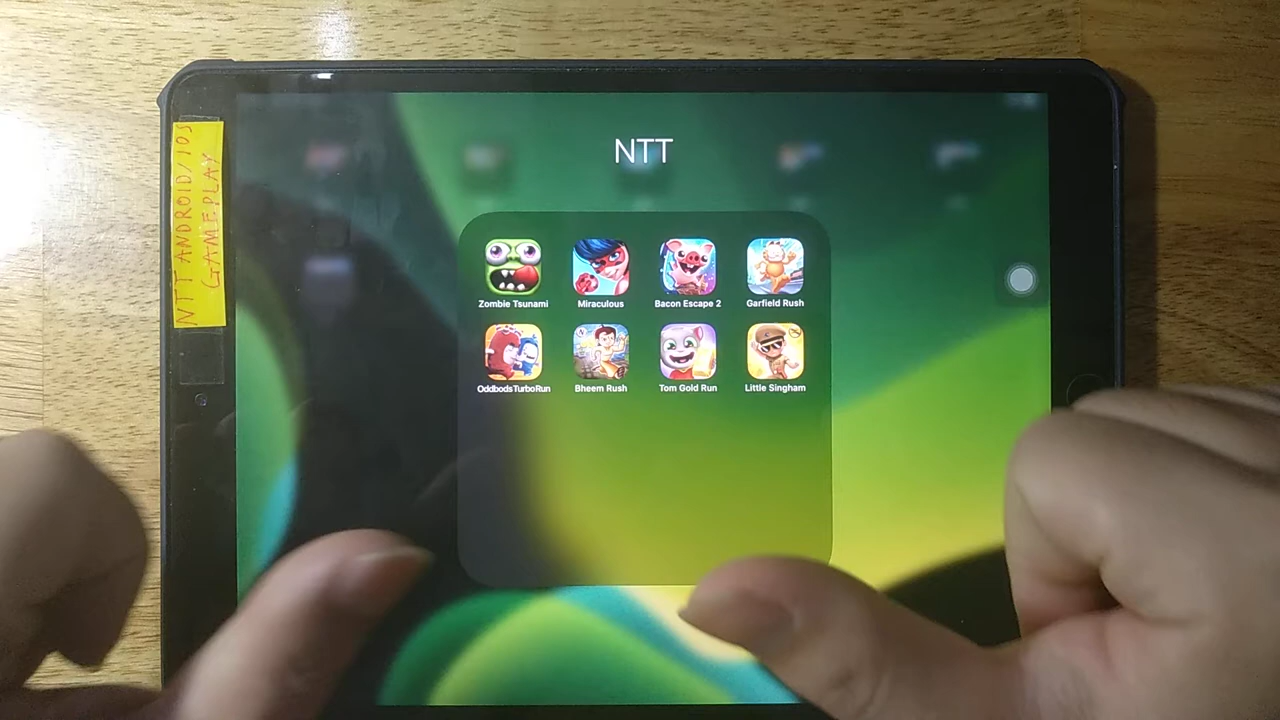 NTT ANDROID/IOS
GAMEPLAY
NTT
Zombie Tsunami
Miraculous
Bacon Escape 2
Garfield Rush
OddbodsTurboRun
Bheem Rush
Tom Gold Run
Little Singham